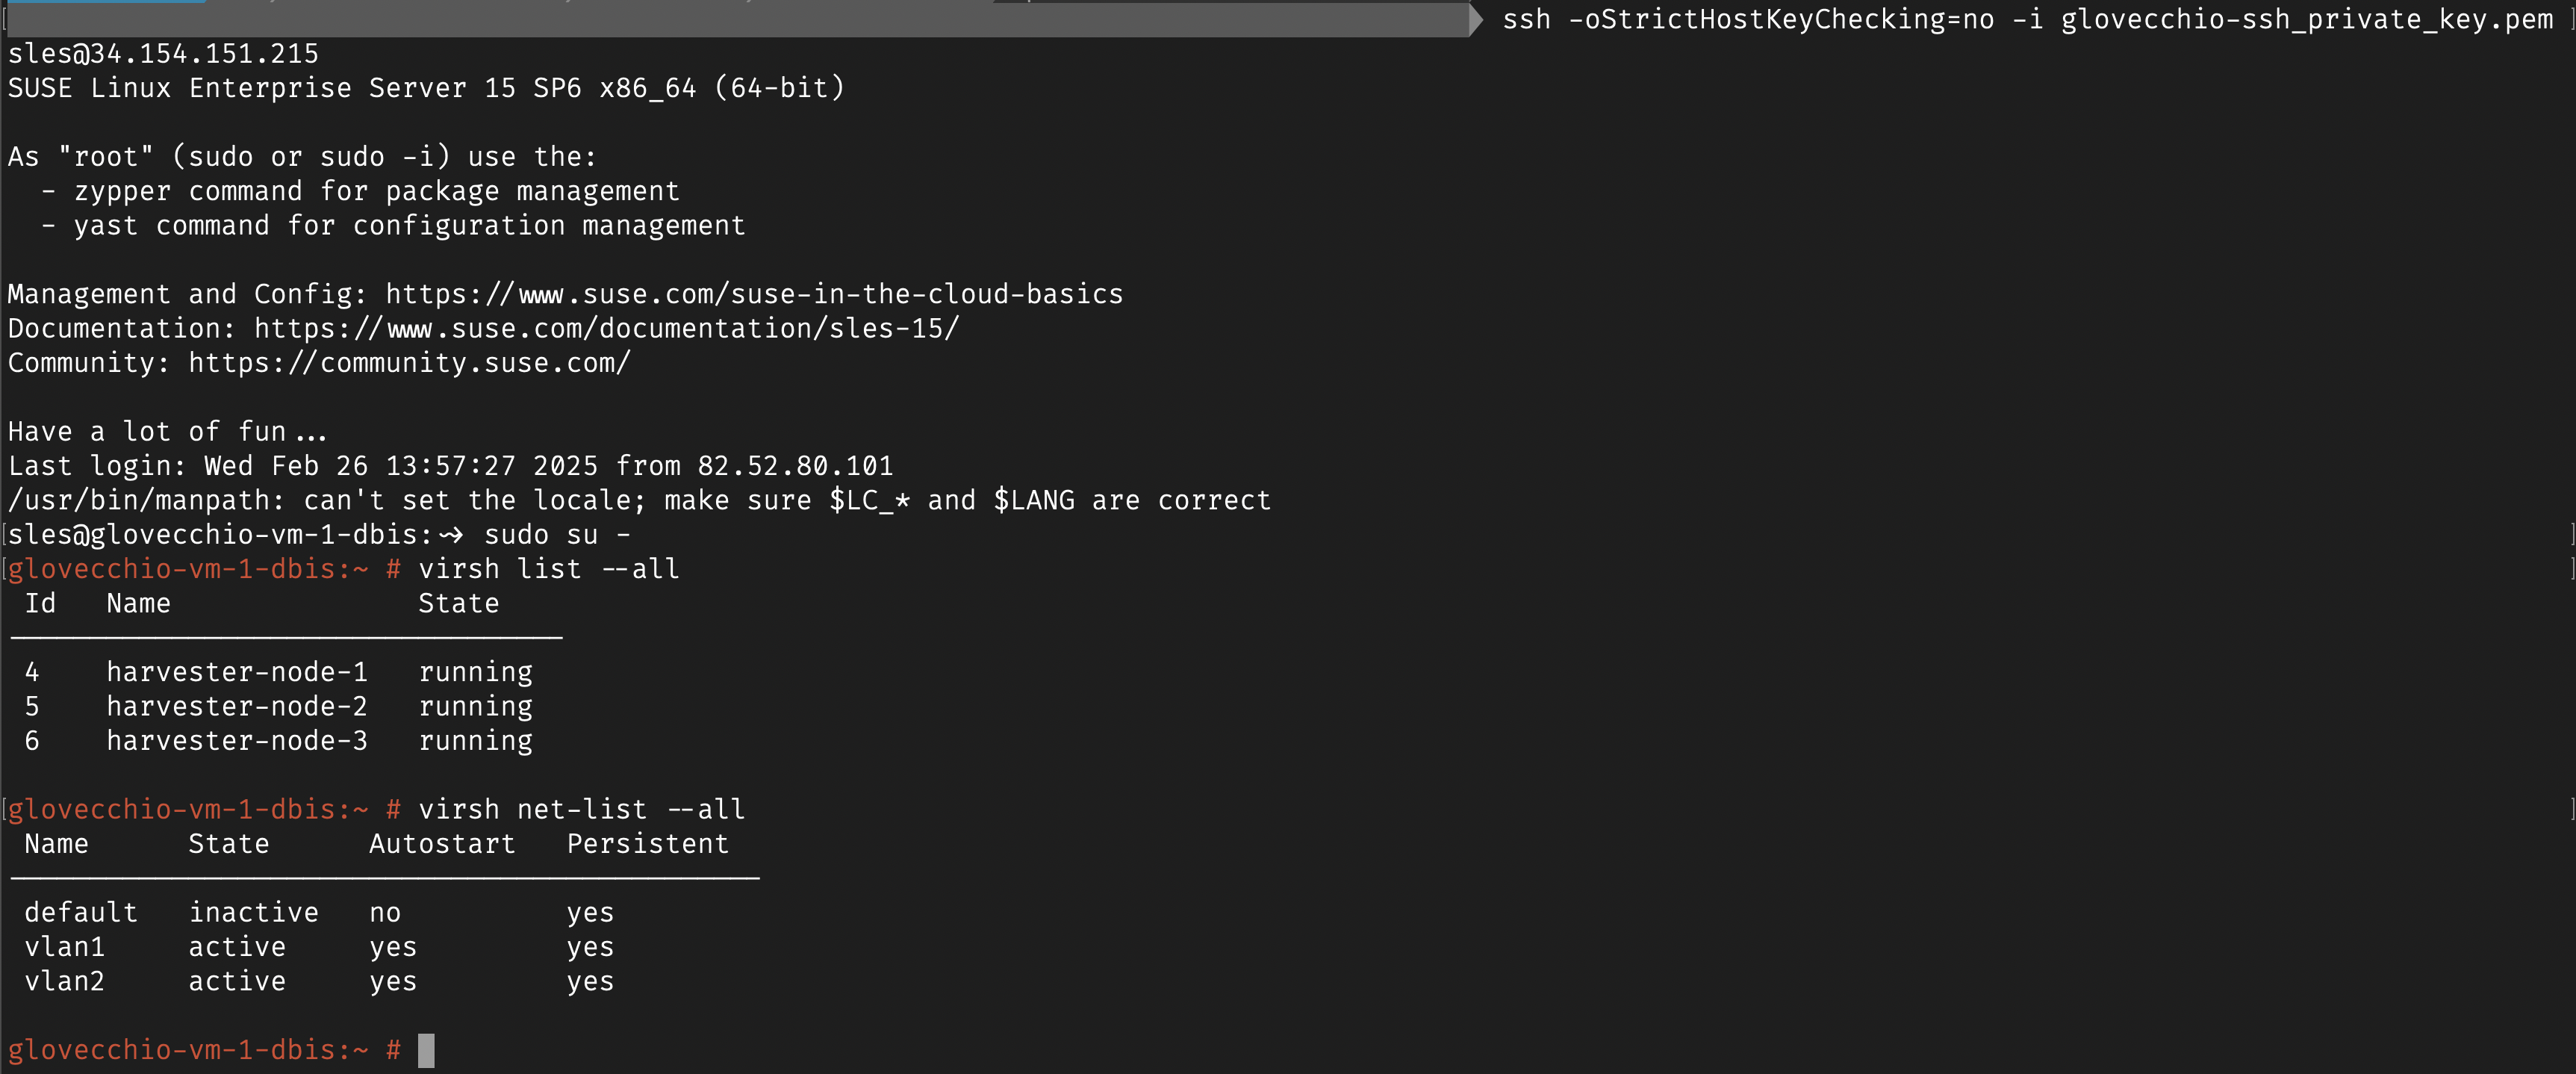 ssh -oStrictHostKeyChecking=no -i glovecchio-ssh_private_key.pem
sles@34.154.151.215
SUSE Linux Enterprise Server 15 SP6 x86_64 (64-bit)
As "root" (sudo or sudo -i) use the:
- zypper command for package management
- yast command for configuration management
Management and Config: https://www.suse.com/suse-in-the-cloud-basics
Documentation: https://www.suse.com/documentation/sles-15/
Community: https://community.suse.com/
Have a lot of fun...
Last login: Wed Feb 26 13:57:27 2025 from 82.52.80.101
/usr/bin/manpath: can't set the locale; make sure $LC_* and $LANG are correct
sles@glovecchio-vm-1-dbis:~> sudo su -
glovecchio-vm-1-dbis:~ # virsh list --all
Id Name State
4 harvester-node-1 running
5 harvester-node-2 running
6 harvester-node-3 running
glovecchio-vm-1-dbis:~ # virsh net-list --all
Name State Autostart Persistent
default inactive no yes
vlan1 active yes yes
vlan2 active yes yes
glovecchio-vm-1-dbis:~ #